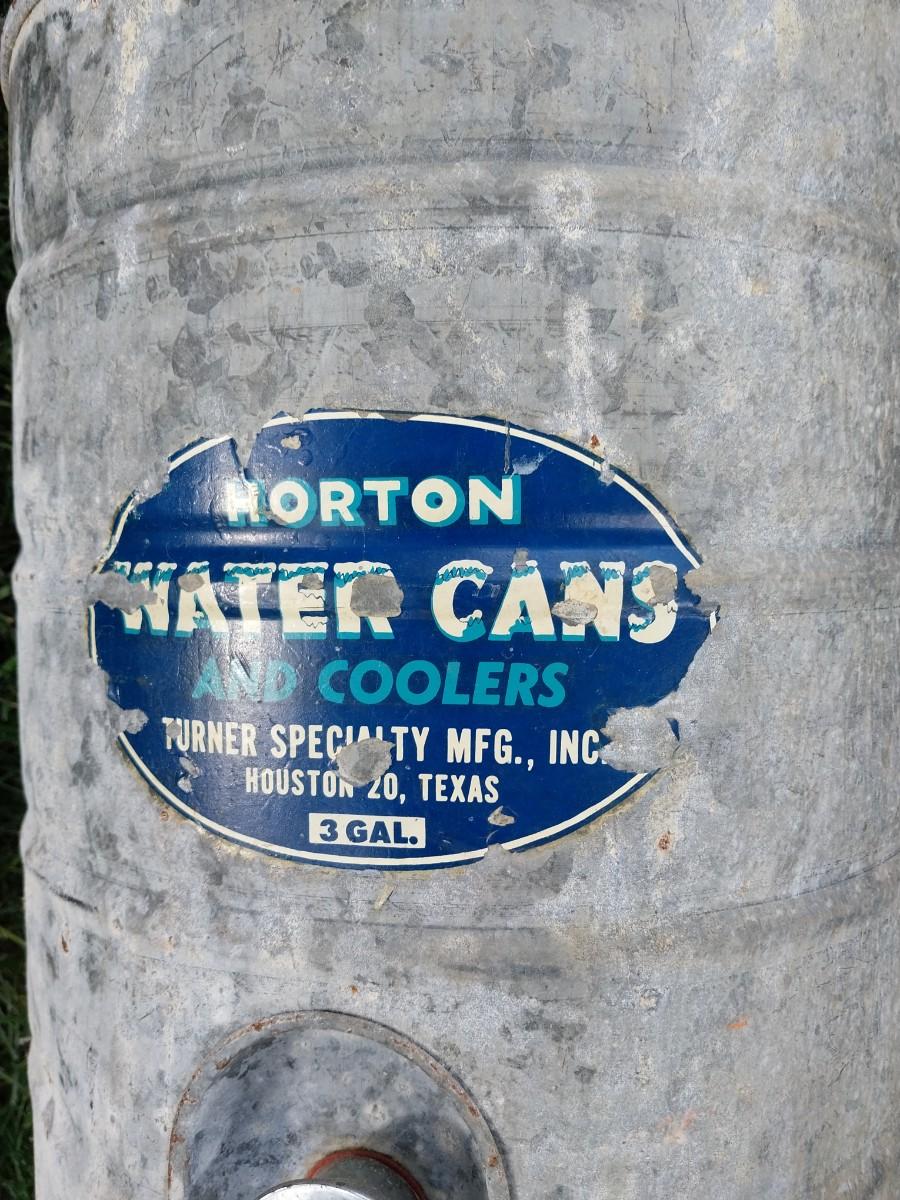 HORTON
WATER CANS
AND COOLERS
TURNER SPECIALTY MFG., INC.
HOUSTON 20, TEXAS
3 GAL.